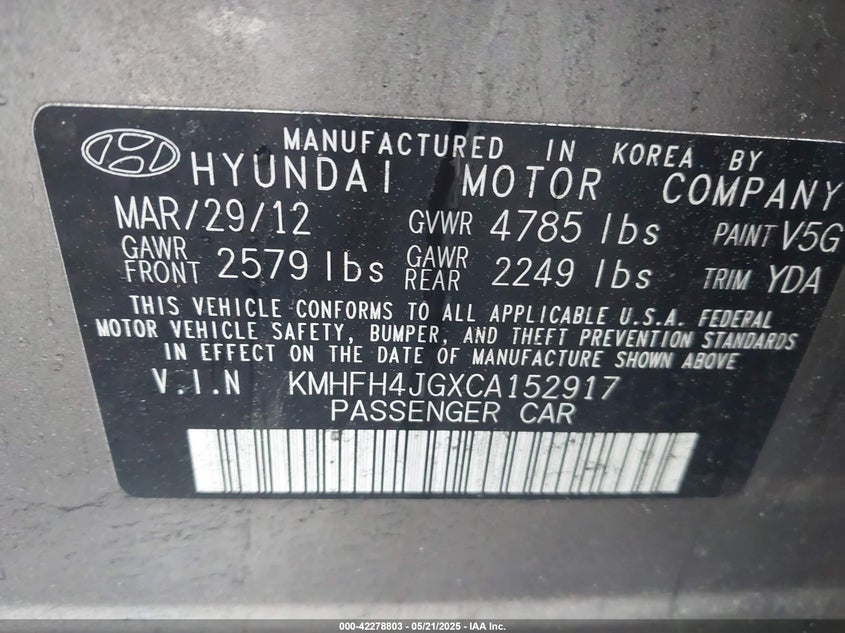 MANUFACTURED IN KOREA BY
HYUNDAI MOTOR COMPANY
MAR/29/12 GVWR 4785 lbs PAINT V5G
GAWR FRONT 2579 lbs GAWR REAR 2249 lbs TRIM YDA
THIS VEHICLE CONFORMS TO ALL APPLICABLE U.S.A. FEDERAL
MOTOR VEHICLE SAFETY, BUMPER, AND THEFT PREVENTION STANDARDS
IN EFFECT ON THE DATE OF MANUFACTURE SHOWN ABOVE
V.I.N KMHFH4JGXCA152917
PASSENGER CAR
000-42278803 - 05/21/2025 - IAA Inc.